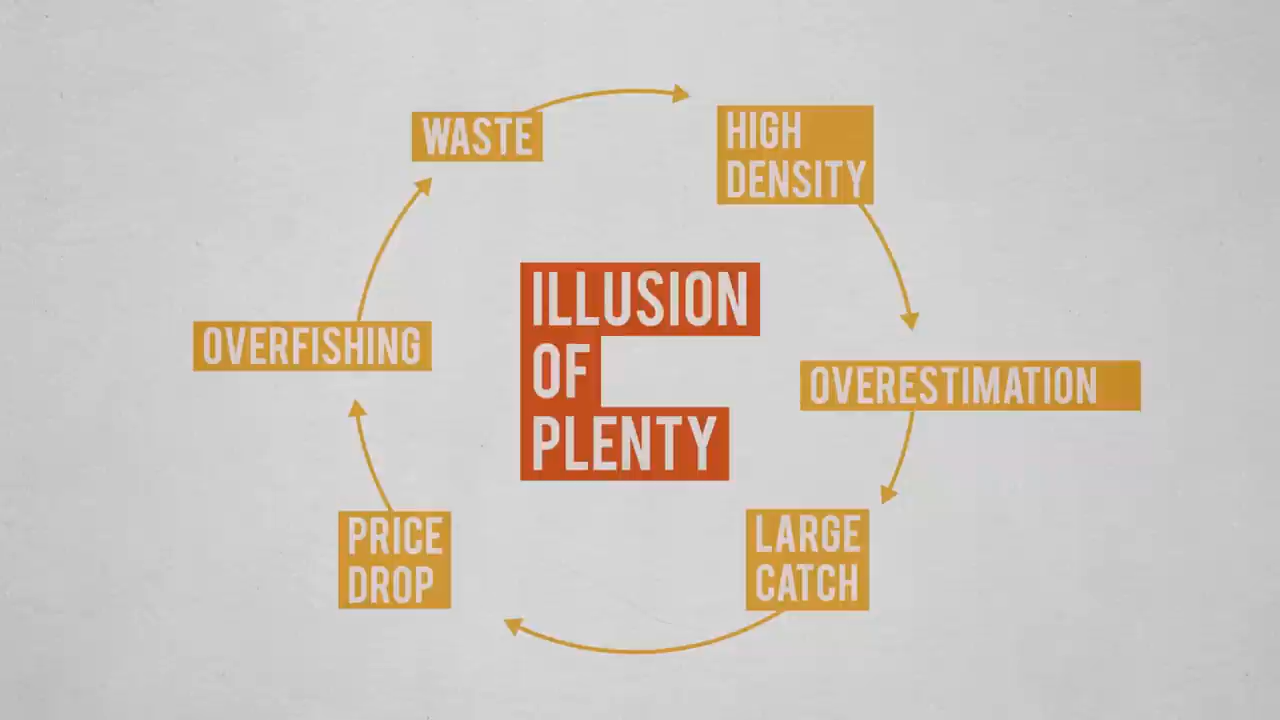 WASTE
HIGH
DENSITY
ILLUSION
OF
PLENTY
OVERFISHING
OVERESTIMATION
PRICE
DROP
LARGE
CATCH